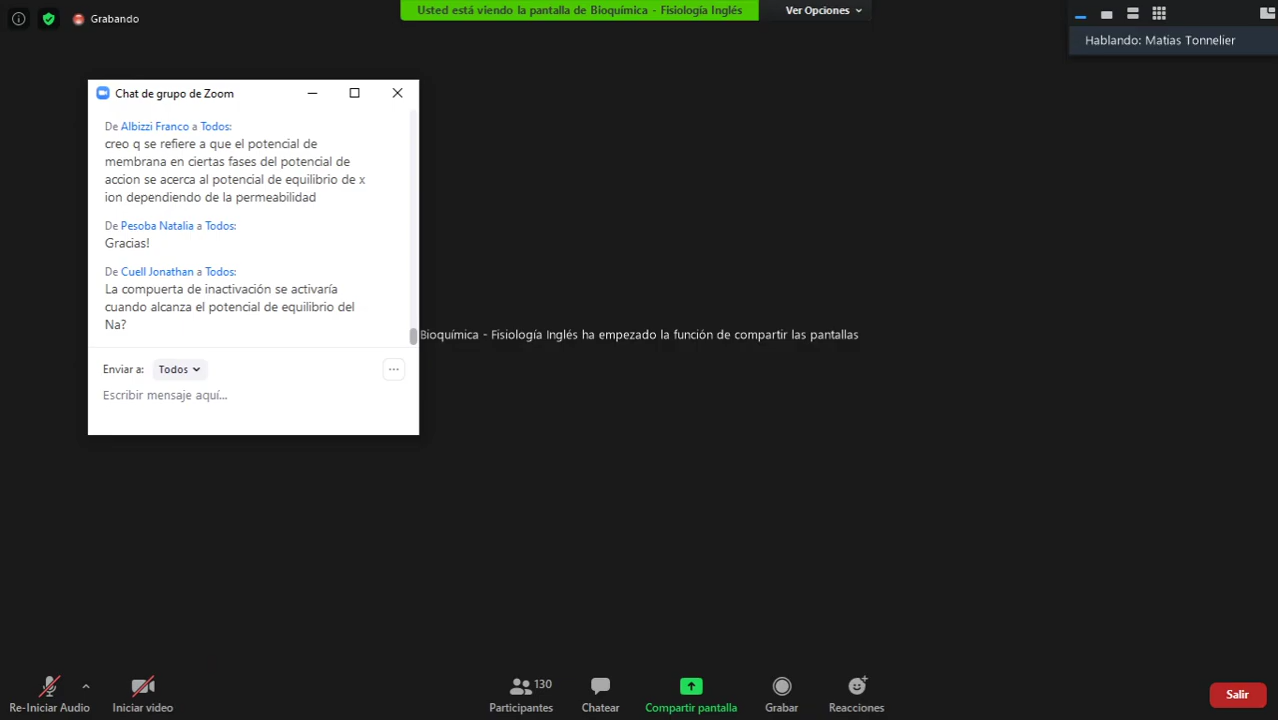 Grabando
Usted está viendo la pantalla de Bioquímica - Fisiología Inglés
Ver Opciones
Hablando: Matias Tonnelier
Chat de grupo de Zoom
De Albizzi Franco a Todos:
creo q se refiere a que el potencial de
membrana en ciertas fases del potencial de
accion se acerca al potencial de equilibrio de x
ion dependiendo de la permeabilidad
De Pesoba Natalia a Todos:
Gracias!
De Cuell Jonathan a Todos:
La compuerta de inactivación se activaría
cuando alcanza el potencial de equilibrio del
Na?
Enviar a: Todos
Escribir mensaje aquí...
Bioquímica - Fisiología Inglés ha empezado la función de compartir las pantallas
Re-Iniciar Audio
Iniciar video
130
Participantes
Chatear
Compartir pantalla
Grabar
Reacciones
Salir